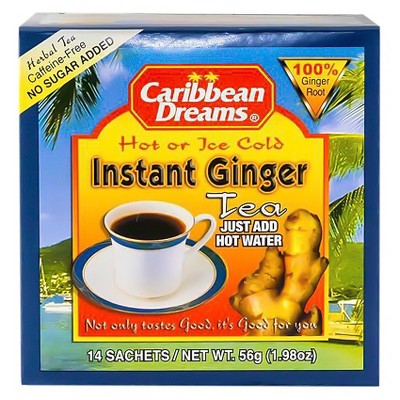 Herbal Tea
Caffeine-Free
NO SUGAR ADDED
Caribbean
Dreams®
100%
Ginger
Root
Hot or Ice Cold
Instant Ginger
Tea
JUST ADD
HOT WATER
Not only tastes Good, it's Good for you
14 SACHETS / NET WT. 56g (1.98oz)